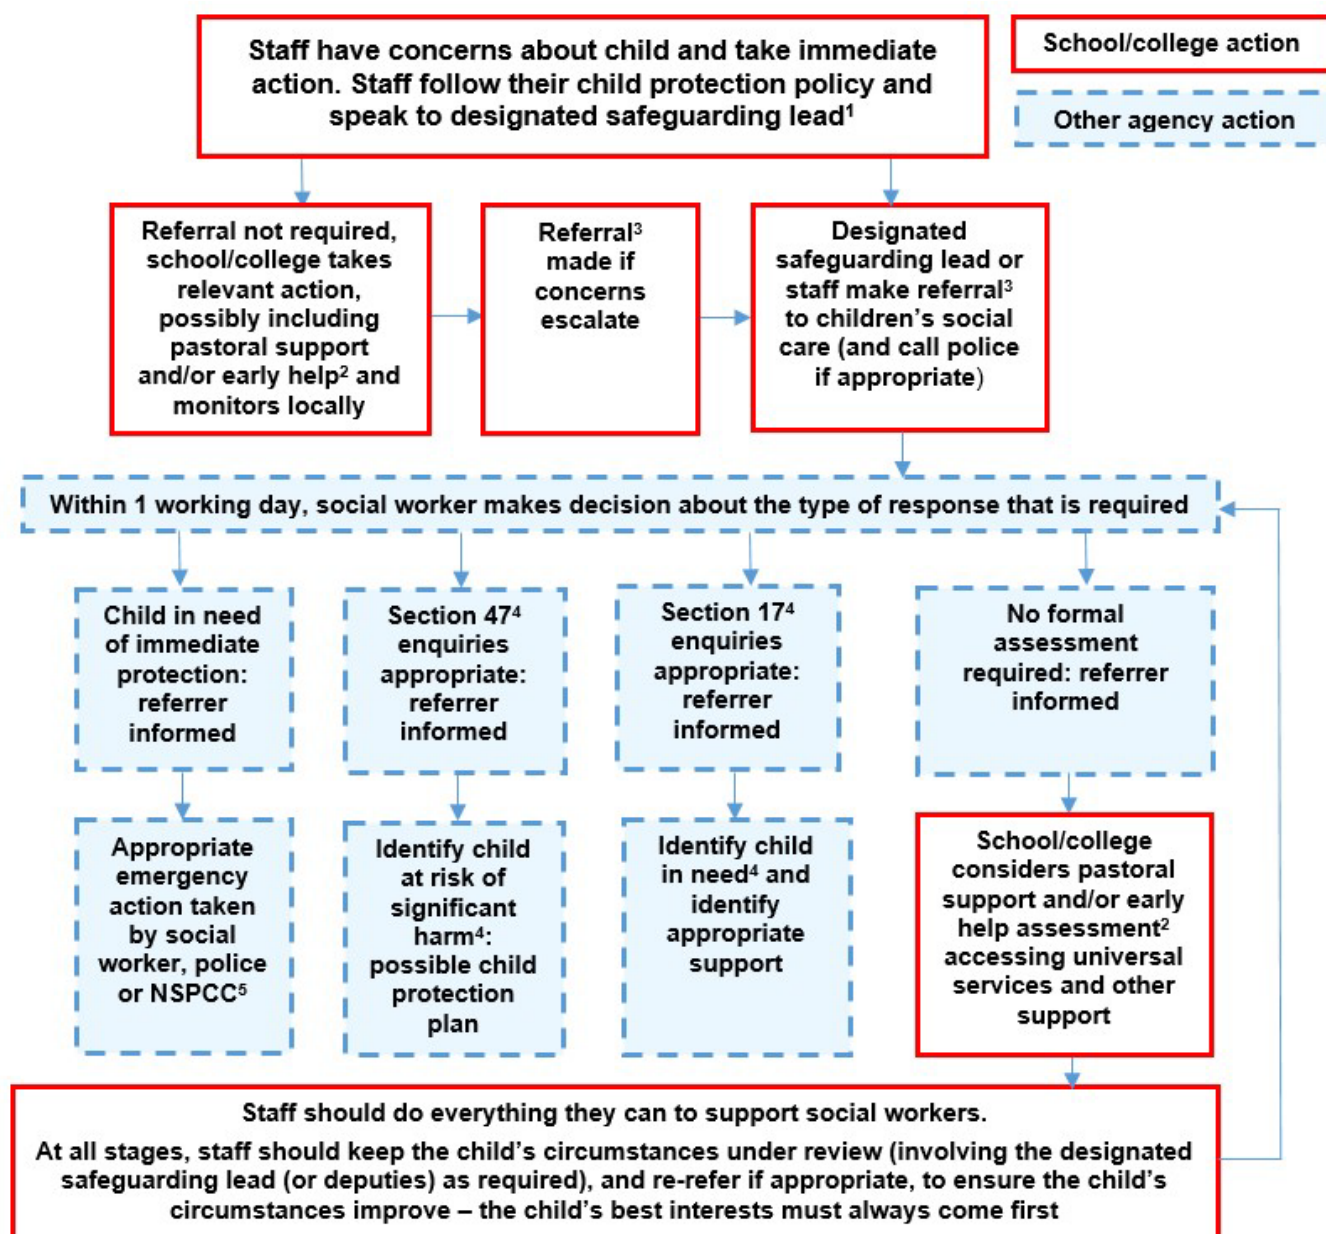 Staff have concerns about child and take immediate
action. Staff follow their child protection policy and
speak to designated safeguarding lead¹
School/college action
Other agency action
Referral not required,
school/college takes
relevant action,
possibly including
pastoral support
and/or early help² and
monitors locally
Referral³
made if
concerns
escalate
Designated
safeguarding lead or
staff make referral³
to children’s social
care (and call police
if appropriate)
Within 1 working day, social worker makes decision about the type of response that is required
Child in need
of immediate
protection:
referrer
informed
Section 47⁴
enquiries
appropriate:
referrer
informed
Section 17⁴
enquiries
appropriate:
referrer
informed
No formal
assessment
required: referrer
informed
Appropriate
emergency
action taken
by social
worker, police
or NSPCC⁵
Identify child
at risk of
significant
harm⁴:
possible child
protection
plan
Identify child
in need⁴ and
identify
appropriate
support
School/college
considers pastoral
support and/or early
help assessment²
accessing universal
services and other
support
Staff should do everything they can to support social workers.
At all stages, staff should keep the child’s circumstances under review (involving the designated
safeguarding lead (or deputies) as required), and re-refer if appropriate, to ensure the child’s
circumstances improve – the child’s best interests must always come first